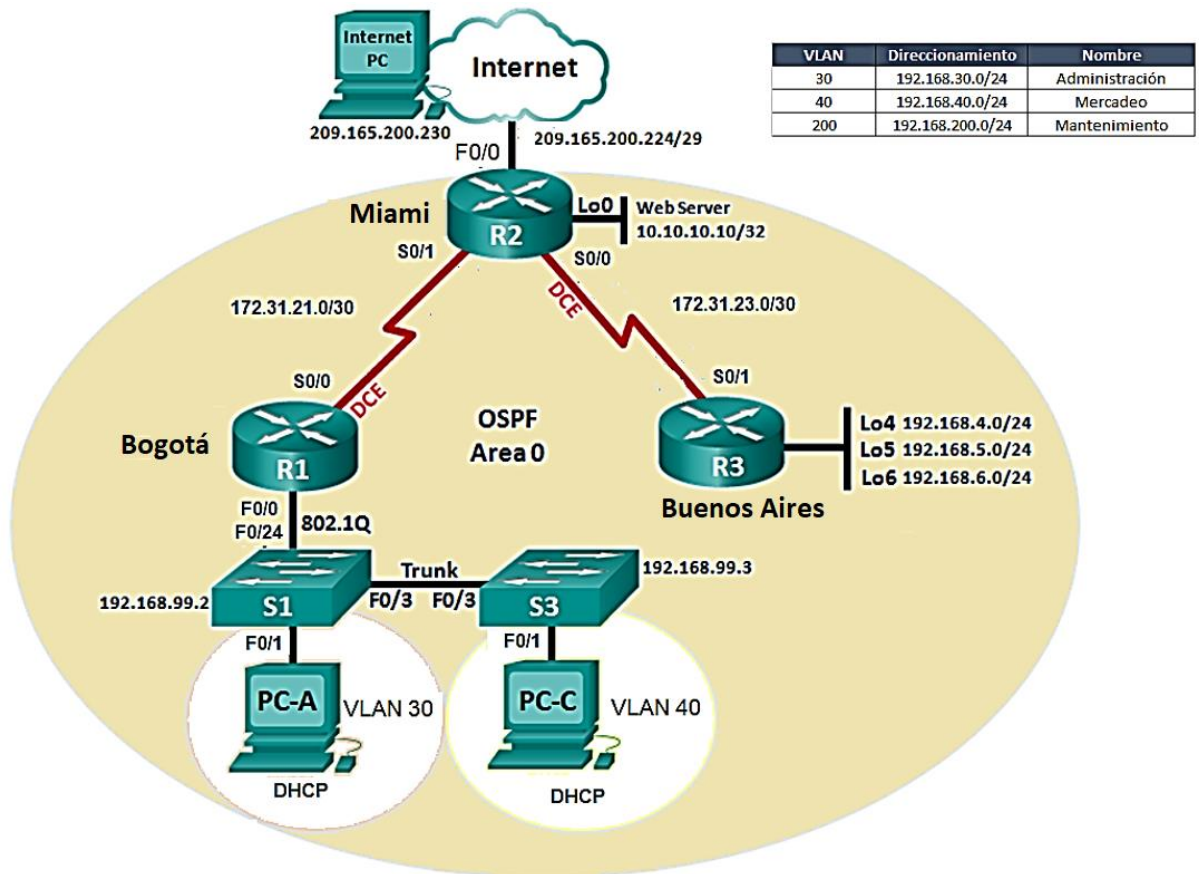 Internet
PC
Internet
209.165.200.230
209.165.200.224/29
F0/0
VLAN Direccionamiento Nombre
30 192.168.30.0/24 Administración
40 192.168.40.0/24 Mercadeo
200 192.168.200.0/24 Mantenimiento
Miami
R2
Lo0
Web Server
10.10.10.10/32
S0/1
S0/0
DCE
172.31.21.0/30
172.31.23.0/30
S0/0
DCE
S0/1
Bogotá
R1
OSPF
Area 0
R3
Buenos Aires
Lo4 192.168.4.0/24
Lo5 192.168.5.0/24
Lo6 192.168.6.0/24
F0/0
F0/24
802.1Q
192.168.99.2
S1
Trunk
F0/3 F0/3
S3
192.168.99.3
F0/1
F0/1
PC-A
VLAN 30
DHCP
PC-C
VLAN 40
DHCP